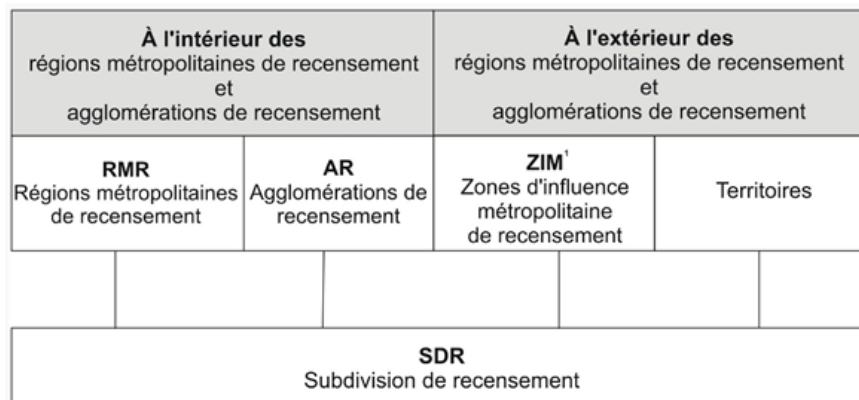 À l'intérieur des
régions métropolitaines de recensement
et
agglomérations de recensement
À l'extérieur des
régions métropolitaines de recensement
et
agglomérations de recensement
RMR
Régions métropolitaines
de recensement
AR
Agglomérations de
recensement
ZIM¹
Zones d'influence
métropolitaine
de recensement
Territoires
SDR
Subdivision de recensement